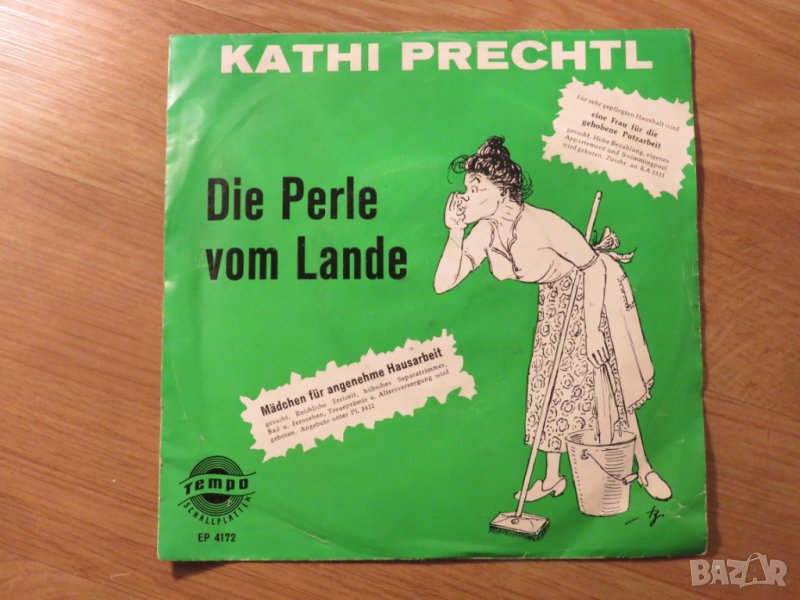 KATHI PRECHTL
Für sehr gepflegten Haushalt wird
eine Frau für die
gehobene Putzarbeit
gesucht. Hohe Bezahlung, eigenes
Appartement und Swimmingpool
wird geboten. Zuschr. an KA 3321
Die Perle
vom Lande
Mädchen für angenehme Hausarbeit
gesucht. Reichliche Freizeit, hübsches Separatzimmer,
Bad u. Fernsehen, Treueprämie u. Altersversorgung wird
geboten. Angebote unter PL 3422
Tempo
SCHALLPLATTEN
EP 4172
BAZAR